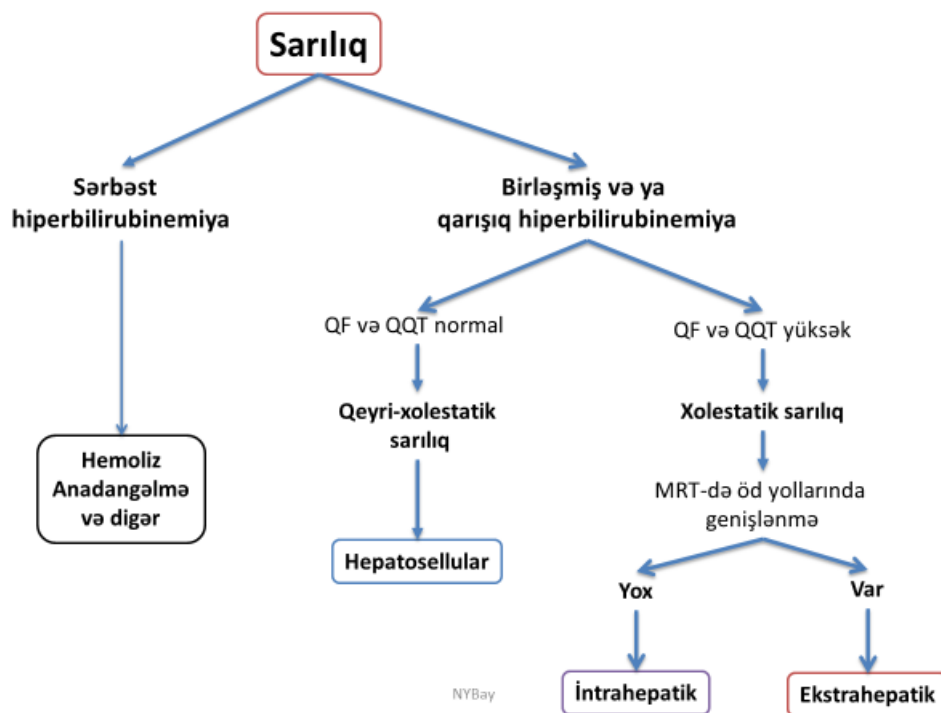 Sarılıq
Sərbəst
hiperbilirubinemiya
Birləşmiş və ya
qarışıq hiperbilirubinemiya
QF və QQT normal
QF və QQT yüksək
Qeyri-xolestatik
sarılıq
Xolestatik sarılıq
Hemoliz
Anadangəlmə
və digər
MRT-də öd yollarında
genişlənmə
Hepatosellular
Yox
Var
İntrahepatik
Ekstrahepatik
NYBay